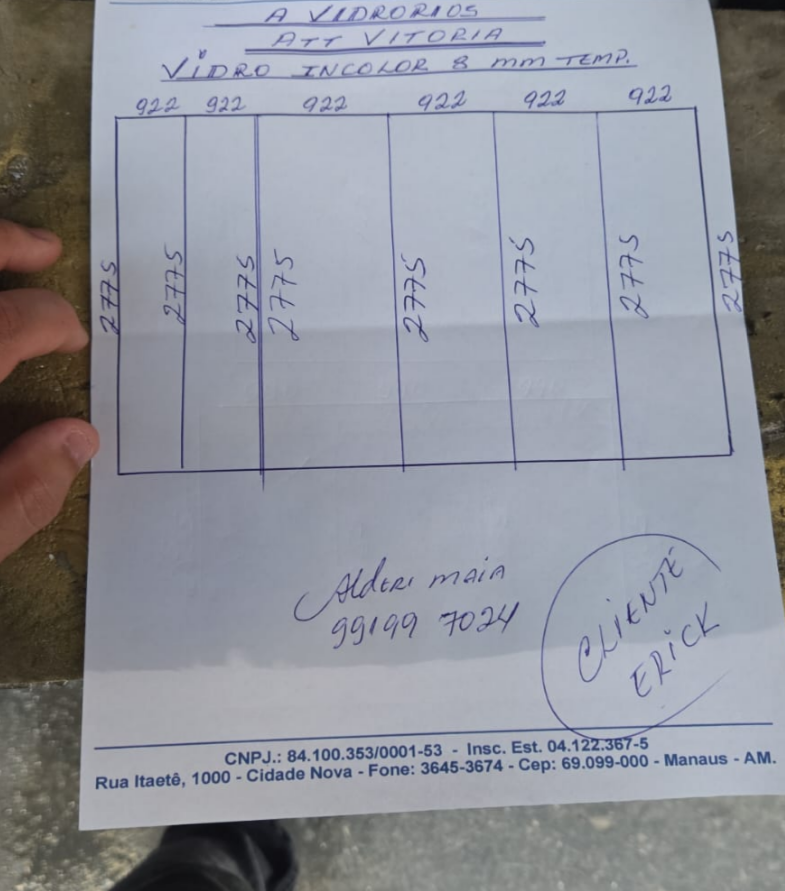 A VIDRORIOS
ATT VITORIA
VIDRO INCOLOR 8 mm TEMP.
922 922 922 922 922 922
2775 2775 2775 2775 2775 2775 2775 2775
Alderi maia
99199 7024
CLIENTE
ERICK
CNPJ.: 84.100.353/0001-53 - Insc. Est. 04.122.367-5
Rua Itaetê, 1000 - Cidade Nova - Fone: 3645-3674 - Cep: 69.099-000 - Manaus - AM.